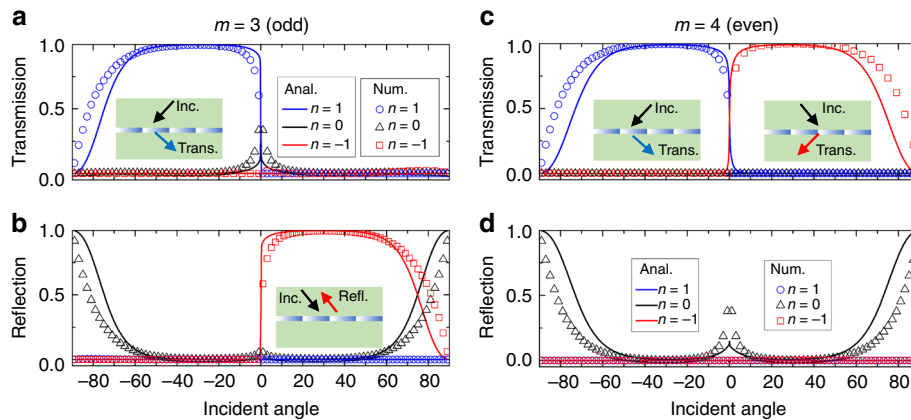 a
m = 3 (odd)
Transmission
1.0
0.5
0.0
Inc.
Trans.
Anal.
n = 1
n = 0
n = −1
Num.
n = 1
n = 0
n = −1
c
m = 4 (even)
Transmission
1.0
0.5
0.0
Inc.
Trans.
Inc.
Trans.
b
Reflection
1.0
0.5
0.0
Inc.
Refl.
−80 −60 −40 −20 0 20 40 60 80
Incident angle
d
Reflection
1.0
0.5
0.0
Anal.
n = 1
n = 0
n = −1
Num.
n = 1
n = 0
n = −1
−80 −60 −40 −20 0 20 40 60 80
Incident angle